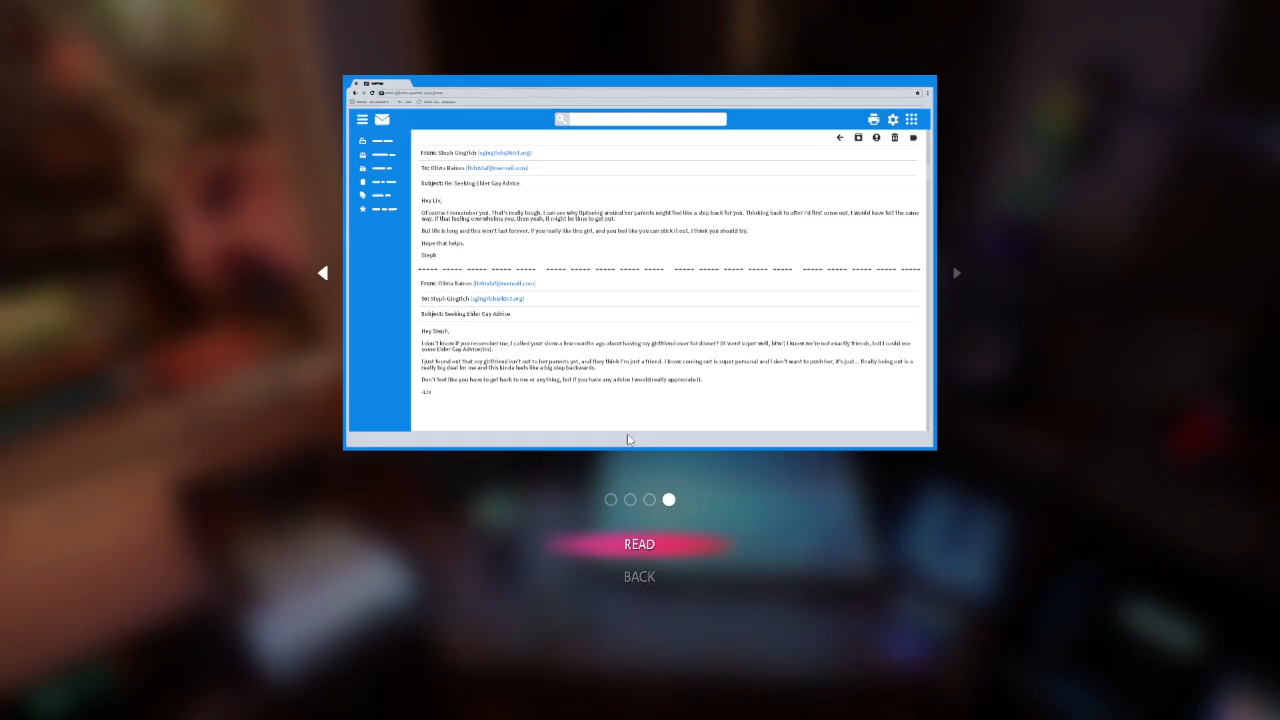 From: Steph Gingrich (sgingrich@krct.org)
To: Olivia Raines
Subject: Re: Seeking Elder Gay Advice
Hey Liv,
Of course I remember you. That's really tough. I can see why tiptoeing around her parents might feel like a step back for you. Thinking back to after I'd first come out, I would have felt the same
way. If that feeling overwhelms you, then yeah, it might be time to get out.
But life is long and this won't last forever. If you really like this girl, and you feel like you can stick it out, I think you should try.
Hope that helps,
Steph
From: Olivia Raines
To: Steph Gingrich (sgingrich@krct.org)
Subject: Seeking Elder Gay Advice
Hey Steph,
I don't know if you remember me, I called your show a few months ago about having my girlfriend over for dinner? (It went super well, btw!) I know we're not exactly friends, but I could use
some Elder Gay Advice(tm).
I just found out that my girlfriend isn't out to her parents yet, and they think I'm just a friend. I know coming out is super personal and I don't want to push her, it's just... finally being out is a
really big deal for me and this kinda feels like a big step backwards.
Don't feel like you have to get back to me or anything, but if you have any advice I would really appreciate it.
-Liv
READ
BACK